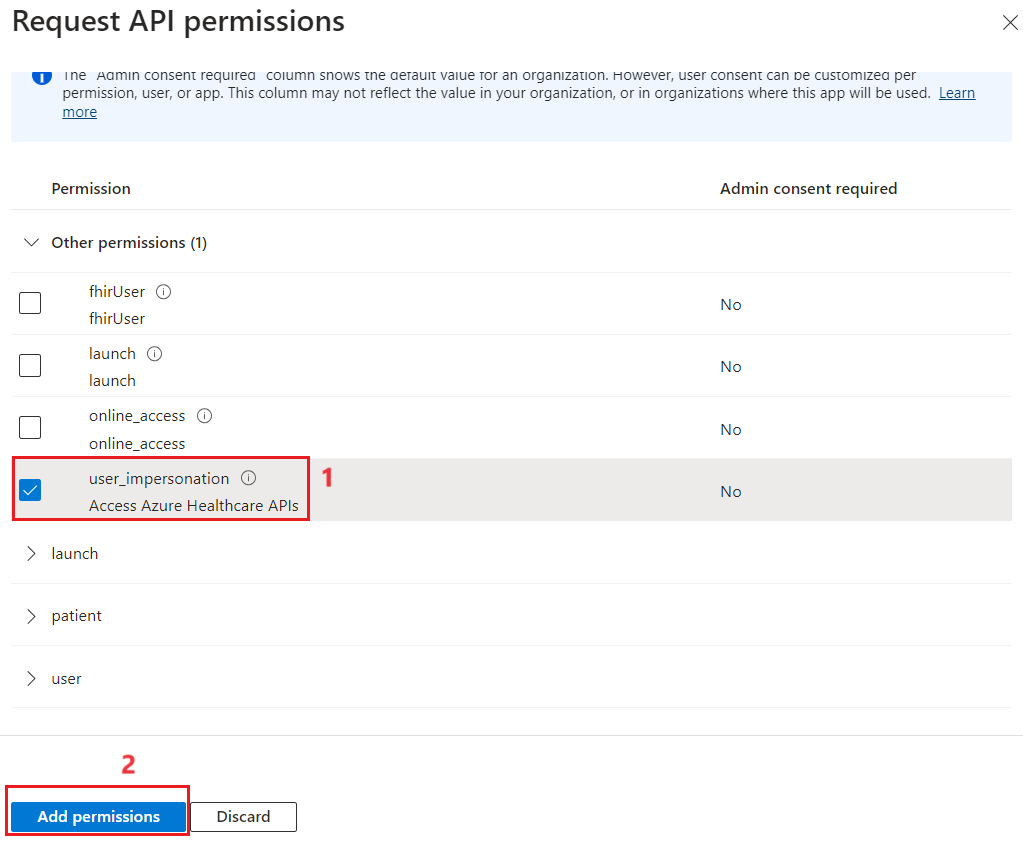 Request API permissions
The "Admin consent required" column shows the default value for an organization. However, user consent can be customized per
permission, user, or app. This column may not reflect the value in your organization, or in organizations where this app will be used. Learn
more
Permission Admin consent required
Other permissions (1)
fhirUser
fhirUser
No
launch
launch
No
online_access
online_access
No
user_impersonation
Access Azure Healthcare APIs
1
No
launch
patient
user
2
Add permissions Discard